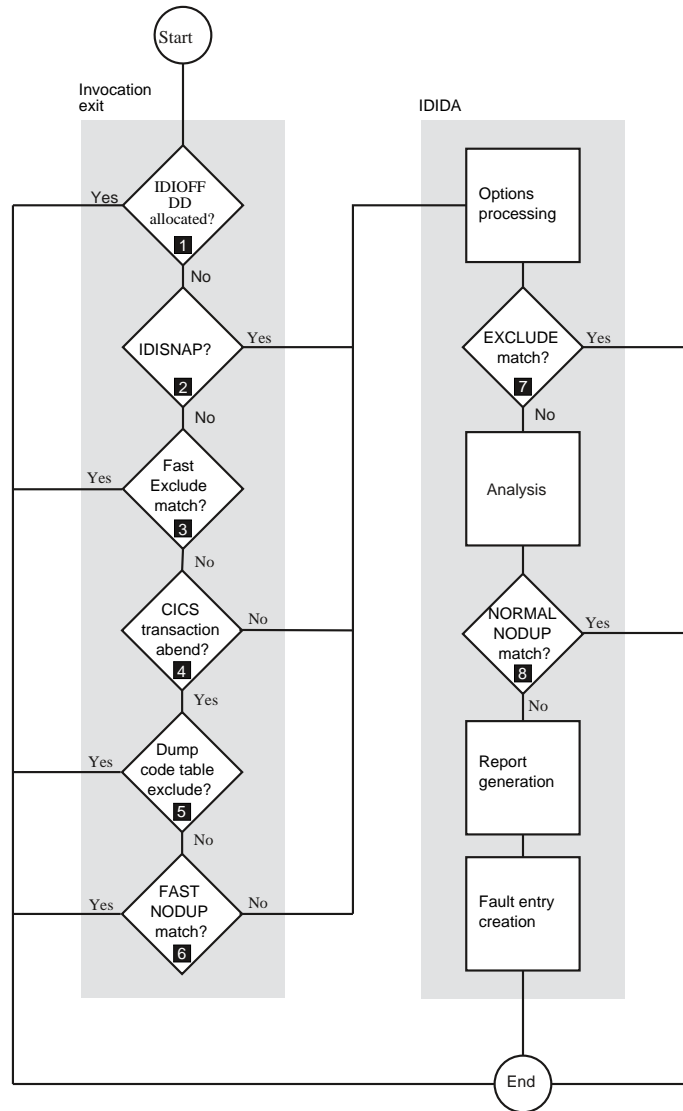 Start
Invocation
exit
Yes
IDIOFF
DD
allocated?
1
No
IDISNAP?
Yes
2
No
Yes
Fast
Exclude
match?
3
No
CICS
transaction
abend?
No
4
Yes
Yes
Dump
code table
exclude?
5
No
Yes
FAST
NODUP
match?
No
6
IDIDA
Options
processing
EXCLUDE
match?
Yes
7
No
Analysis
NORMAL
NODUP
match?
Yes
8
No
Report
generation
Fault entry
creation
End